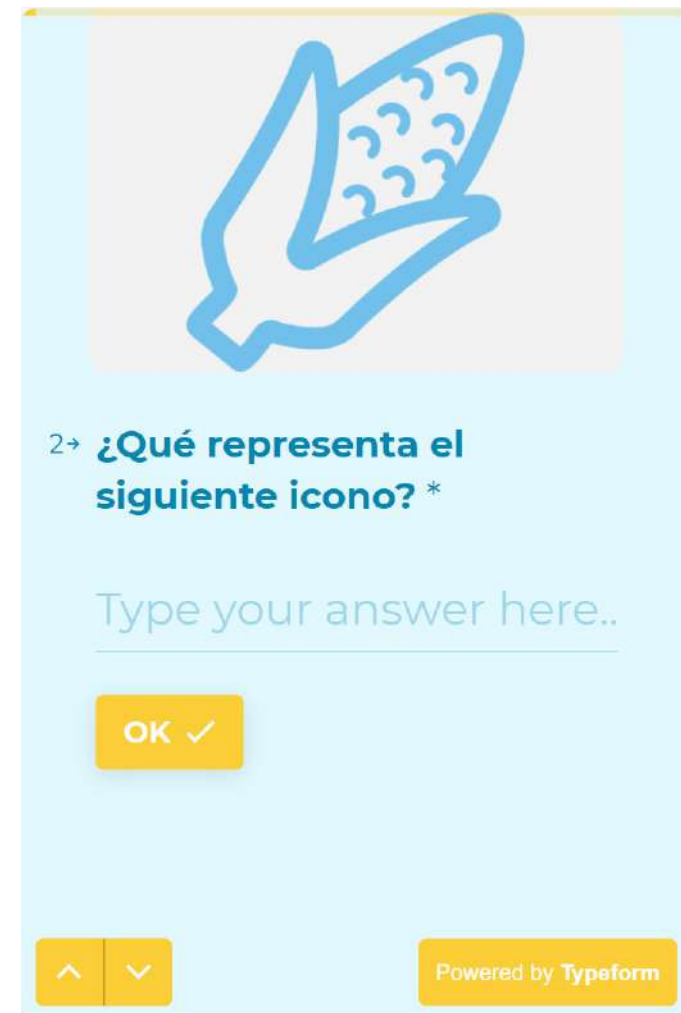 2→ ¿Qué representa el
siguiente icono? *
Type your answer here..
OK ✓
Powered by Typeform